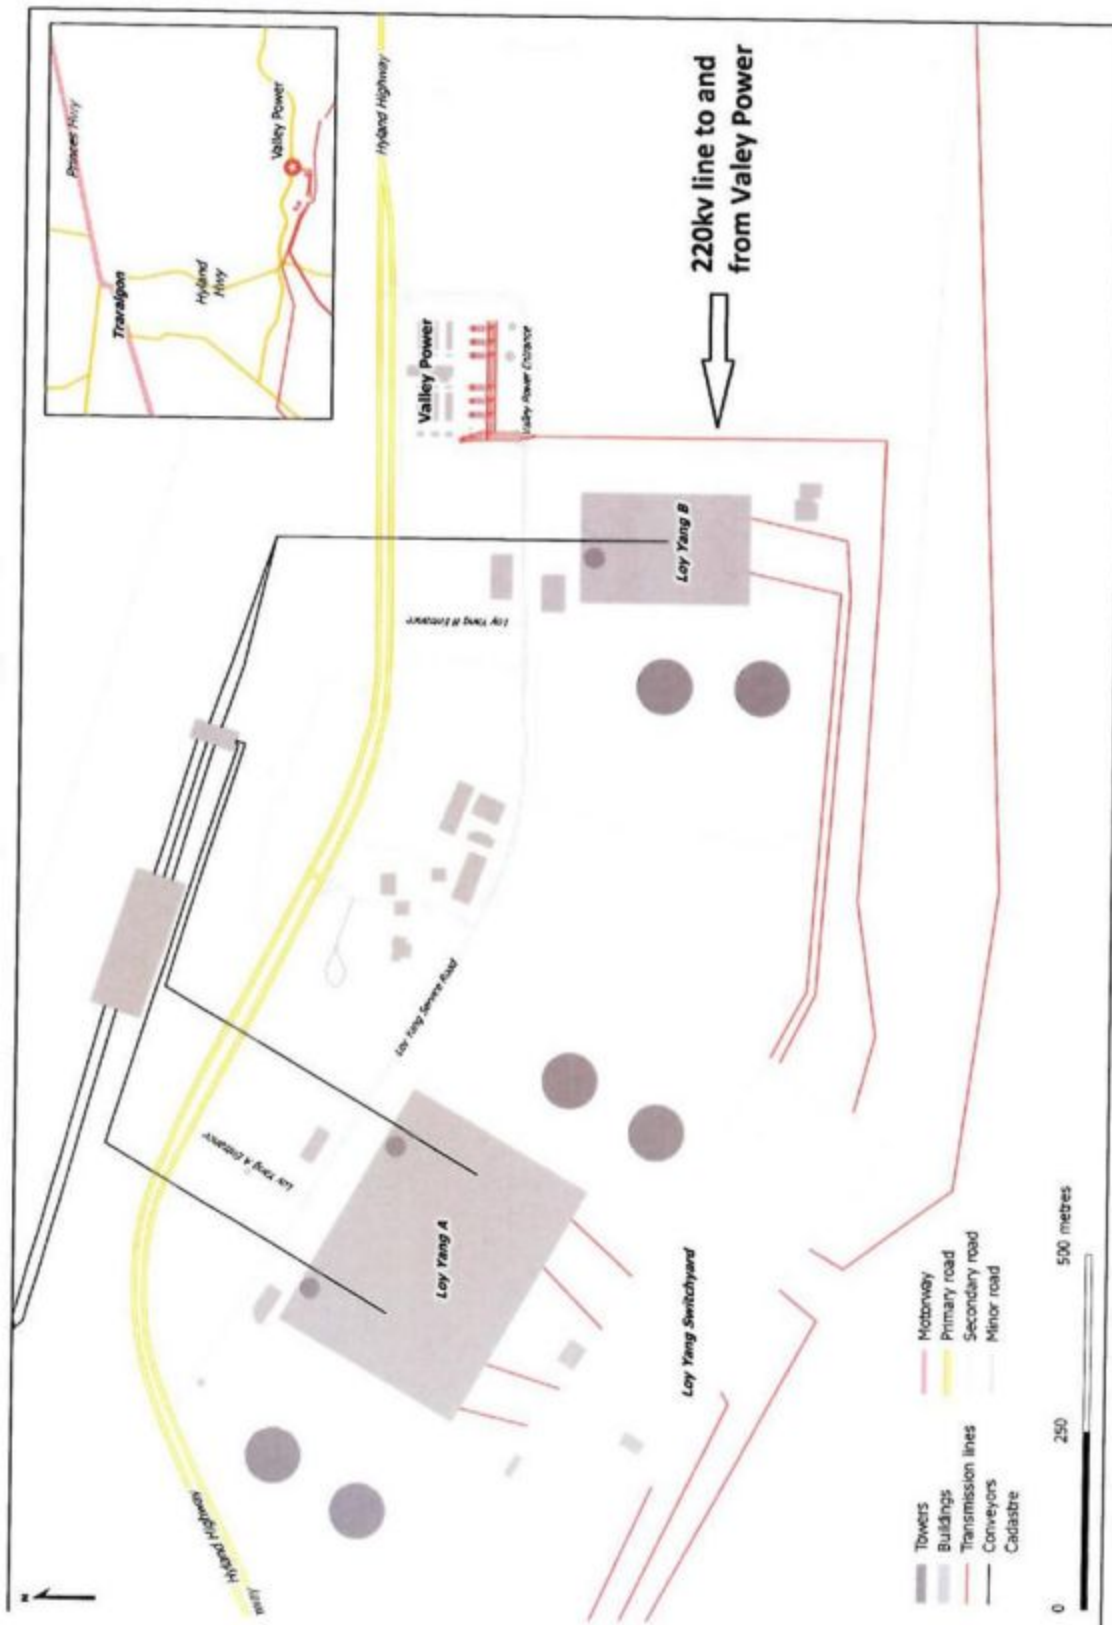 Princes Hwy
Traralgon
Hyland
Hwy
Valley Power
Hyland Highway
Valley Power
Valley Power Entrance
220kv line to and
from Valey Power
Loy Yang B
Loy Yang B Entrance
Loy Yang Service Road
Loy Yang A Entrance
Loy Yang A
Loy Yang Switchyard
Hyland Highway
N
Towers
Buildings
Transmission lines
Conveyors
Cadastre
Motorway
Primary road
Secondary road
Minor road
0 250 500 metres